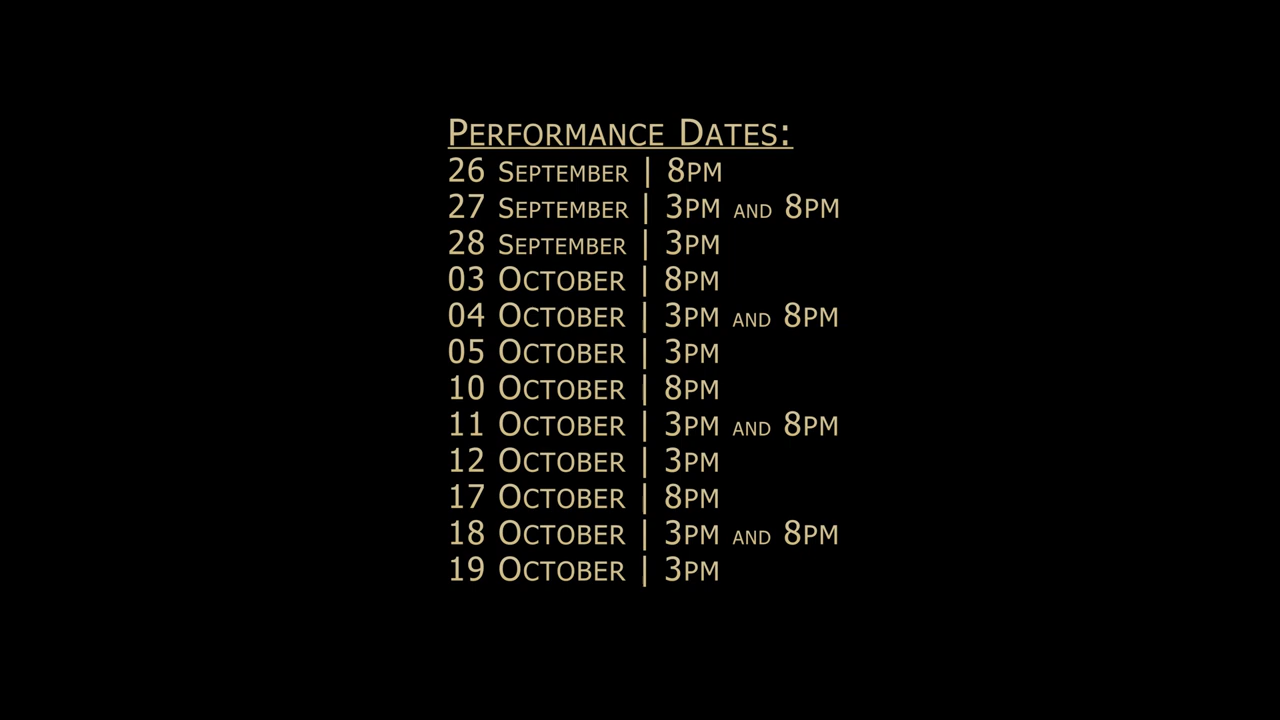 Performance Dates:
26 September | 8pm
27 September | 3pm and 8pm
28 September | 3pm
03 October | 8pm
04 October | 3pm and 8pm
05 October | 3pm
10 October | 8pm
11 October | 3pm and 8pm
12 October | 3pm
17 October | 8pm
18 October | 3pm and 8pm
19 October | 3pm